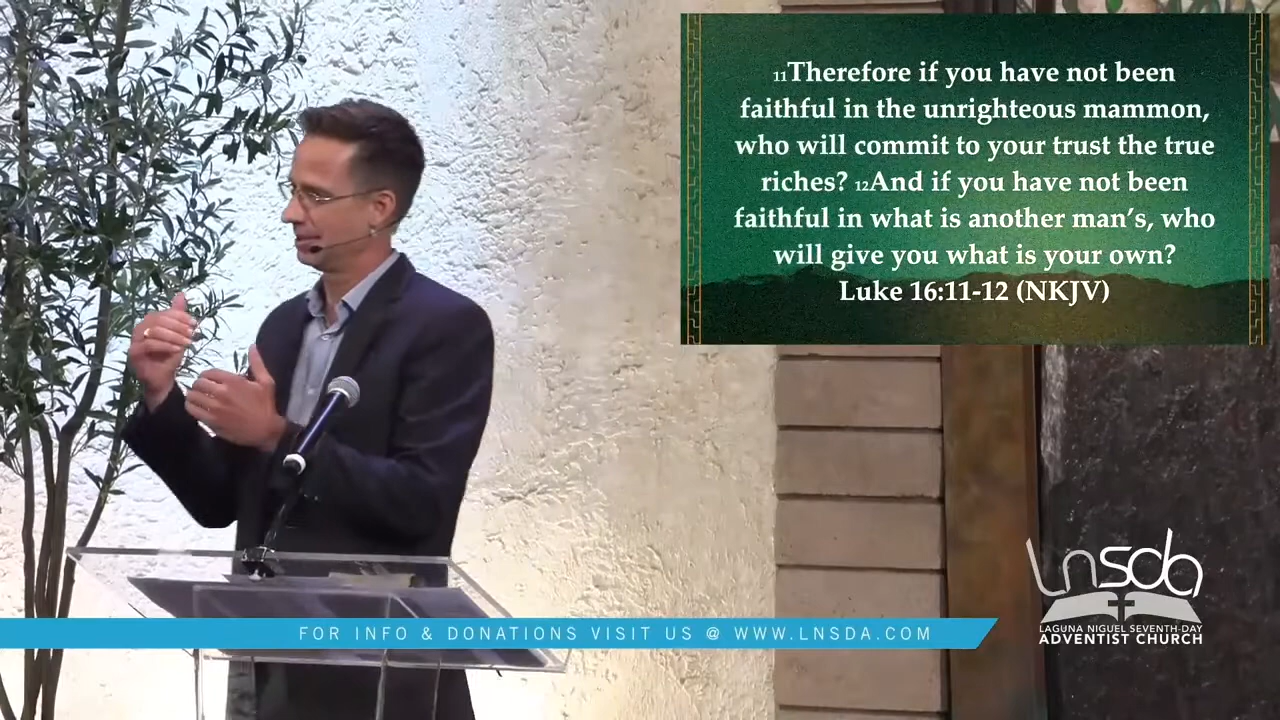 11Therefore if you have not been
faithful in the unrighteous mammon,
who will commit to your trust the true
riches? 12And if you have not been
faithful in what is another man’s, who
will give you what is your own?
Luke 16:11-12 (NKJV)
FOR INFO & DONATIONS VISIT US @ WWW.LNSDA.COM
Lnsda
LAGUNA NIGUEL SEVENTH-DAY
ADVENTIST CHURCH